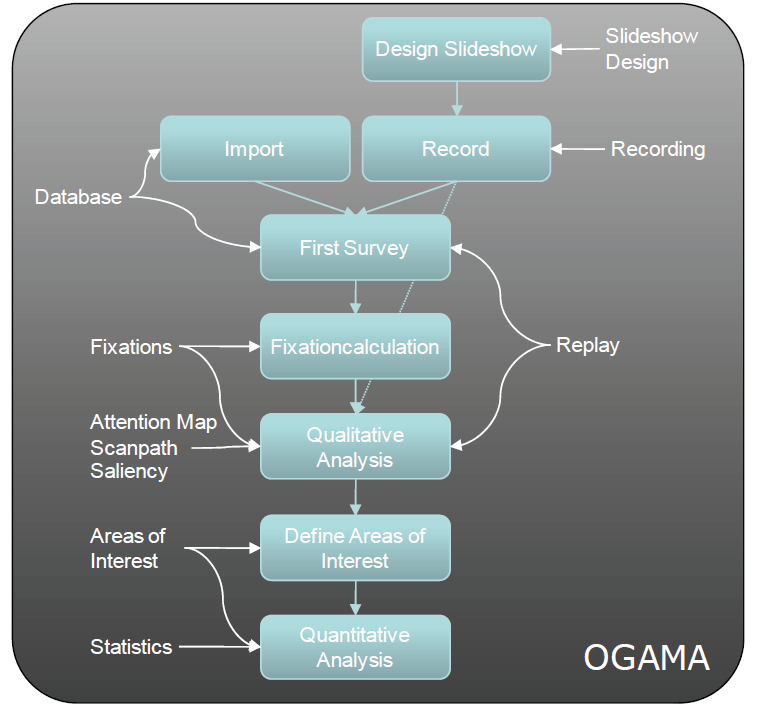 Design Slideshow
Slideshow
Design
Import
Record
Recording
Database
First Survey
Fixations
Fixationcalculation
Replay
Attention Map
Scanpath
Saliency
Qualitative
Analysis
Areas of
Interest
Define Areas of
Interest
Statistics
Quantitative
Analysis
OGAMA